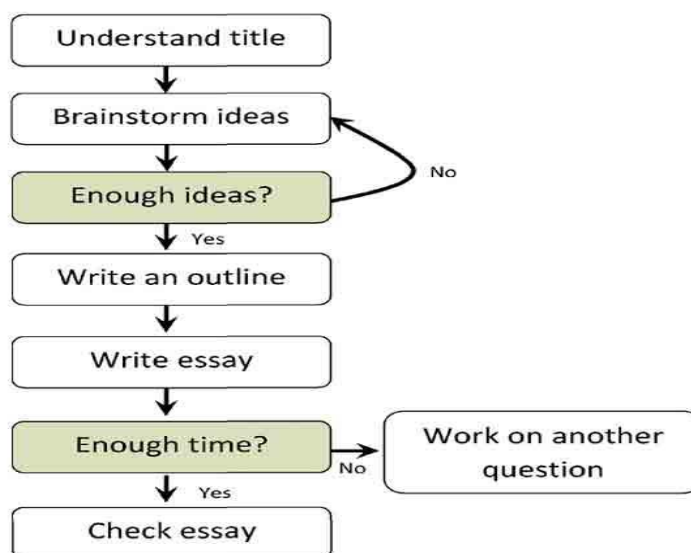 Understand title
Brainstorm ideas
No
Enough ideas?
Yes
Write an outline
Write essay
Enough time?
No
Work on another
question
Yes
Check essay